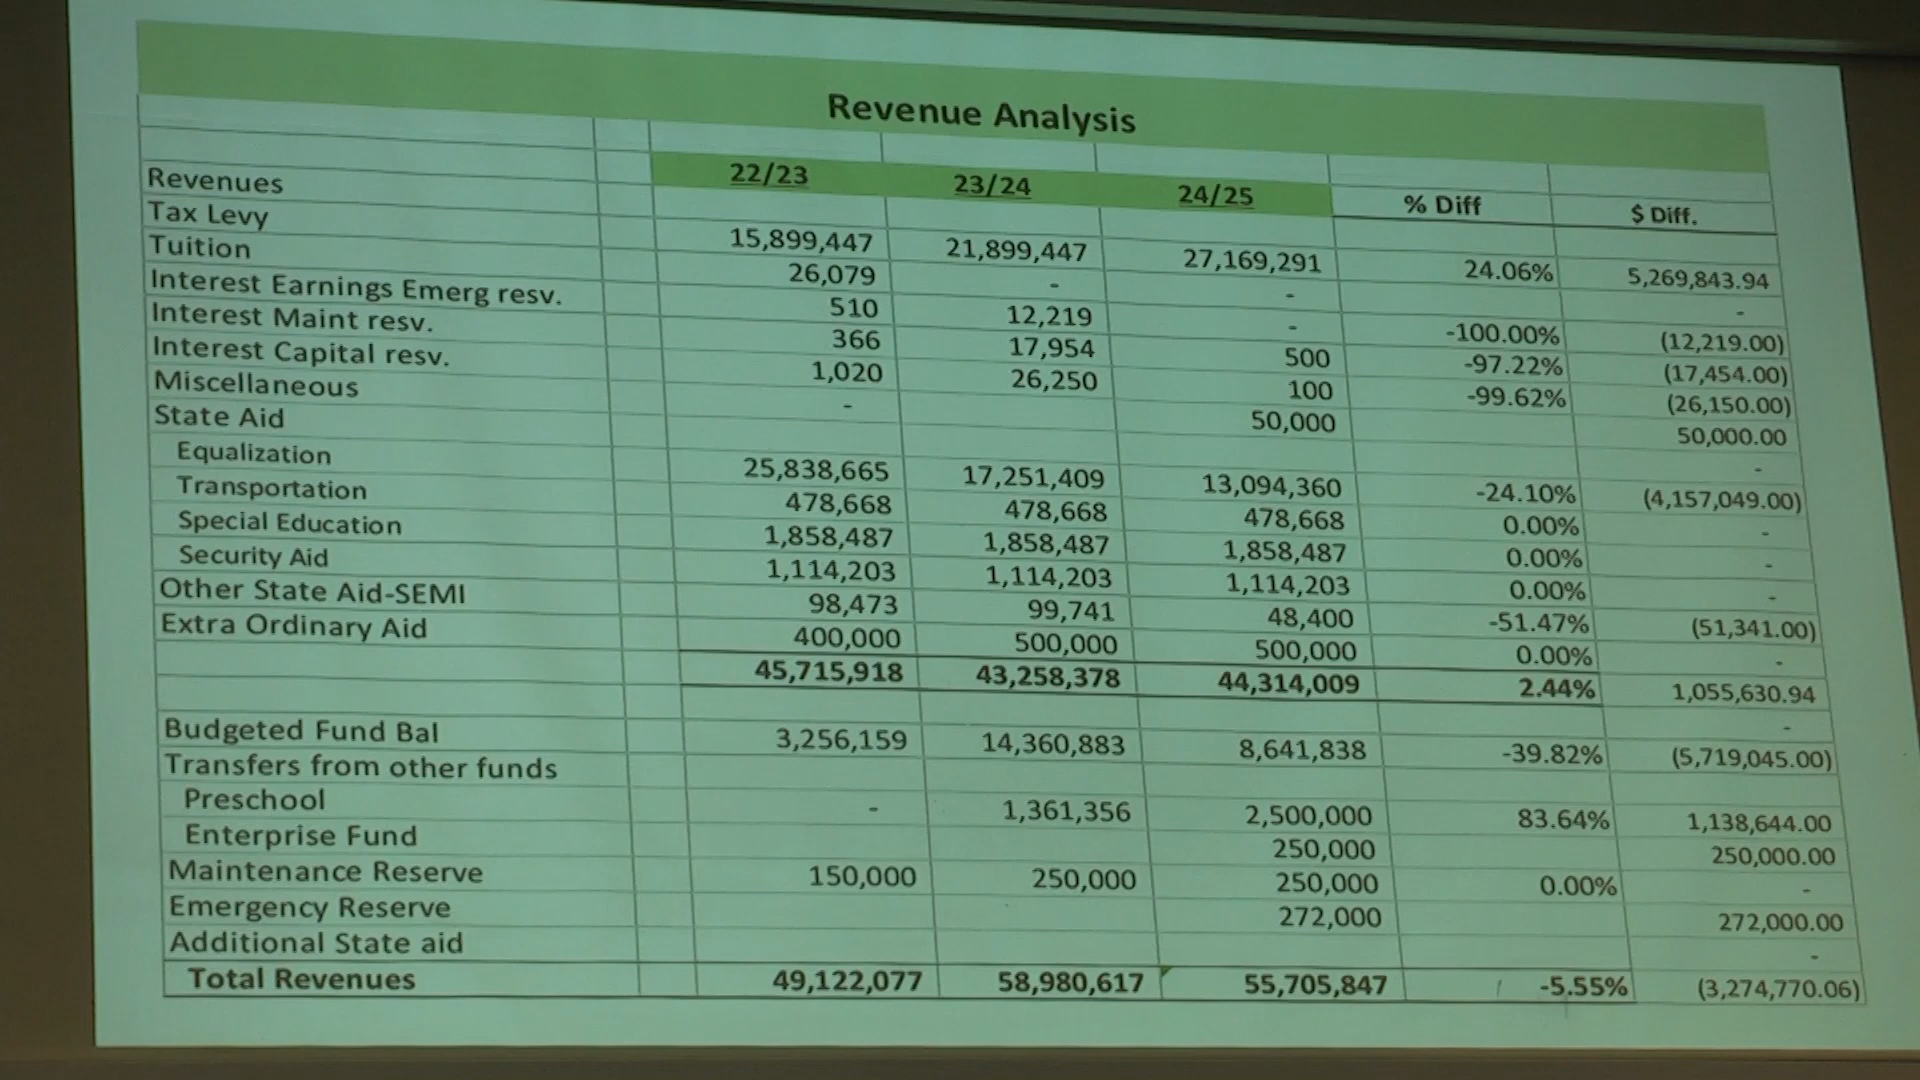 Revenue Analysis
22/23 23/24 24/25 % Diff $ Diff.
Revenues
Tax Levy 15,899,447 21,899,447 27,169,291 24.06% 5,269,843.94
Tuition 26,079 - - -
Interest Earnings Emerg resv. 510 12,219 - -100.00% (12,219.00)
Interest Maint resv. 366 17,954 500 -97.22% (17,454.00)
Interest Capital resv. 1,020 26,250 100 -99.62% (26,150.00)
Miscellaneous - 50,000 50,000.00
State Aid -
Equalization 25,838,665 17,251,409 13,094,360 -24.10% (4,157,049.00)
Transportation 478,668 478,668 478,668 0.00% -
Special Education 1,858,487 1,858,487 1,858,487 0.00% -
Security Aid 1,114,203 1,114,203 1,114,203 0.00% -
Other State Aid-SEMI 98,473 99,741 48,400 -51.47% (51,341.00)
Extra Ordinary Aid 400,000 500,000 500,000 0.00% -
45,715,918 43,258,378 44,314,009 2.44% 1,055,630.94
-
Budgeted Fund Bal 3,256,159 14,360,883 8,641,838 -39.82% (5,719,045.00)
Transfers from other funds
Preschool - 1,361,356 2,500,000 83.64% 1,138,644.00
Enterprise Fund 250,000 250,000.00
Maintenance Reserve 150,000 250,000 250,000 0.00% -
Emergency Reserve 272,000 272,000.00
Additional State aid -
Total Revenues 49,122,077 58,980,617 55,705,847 -5.55% (3,274,770.06)